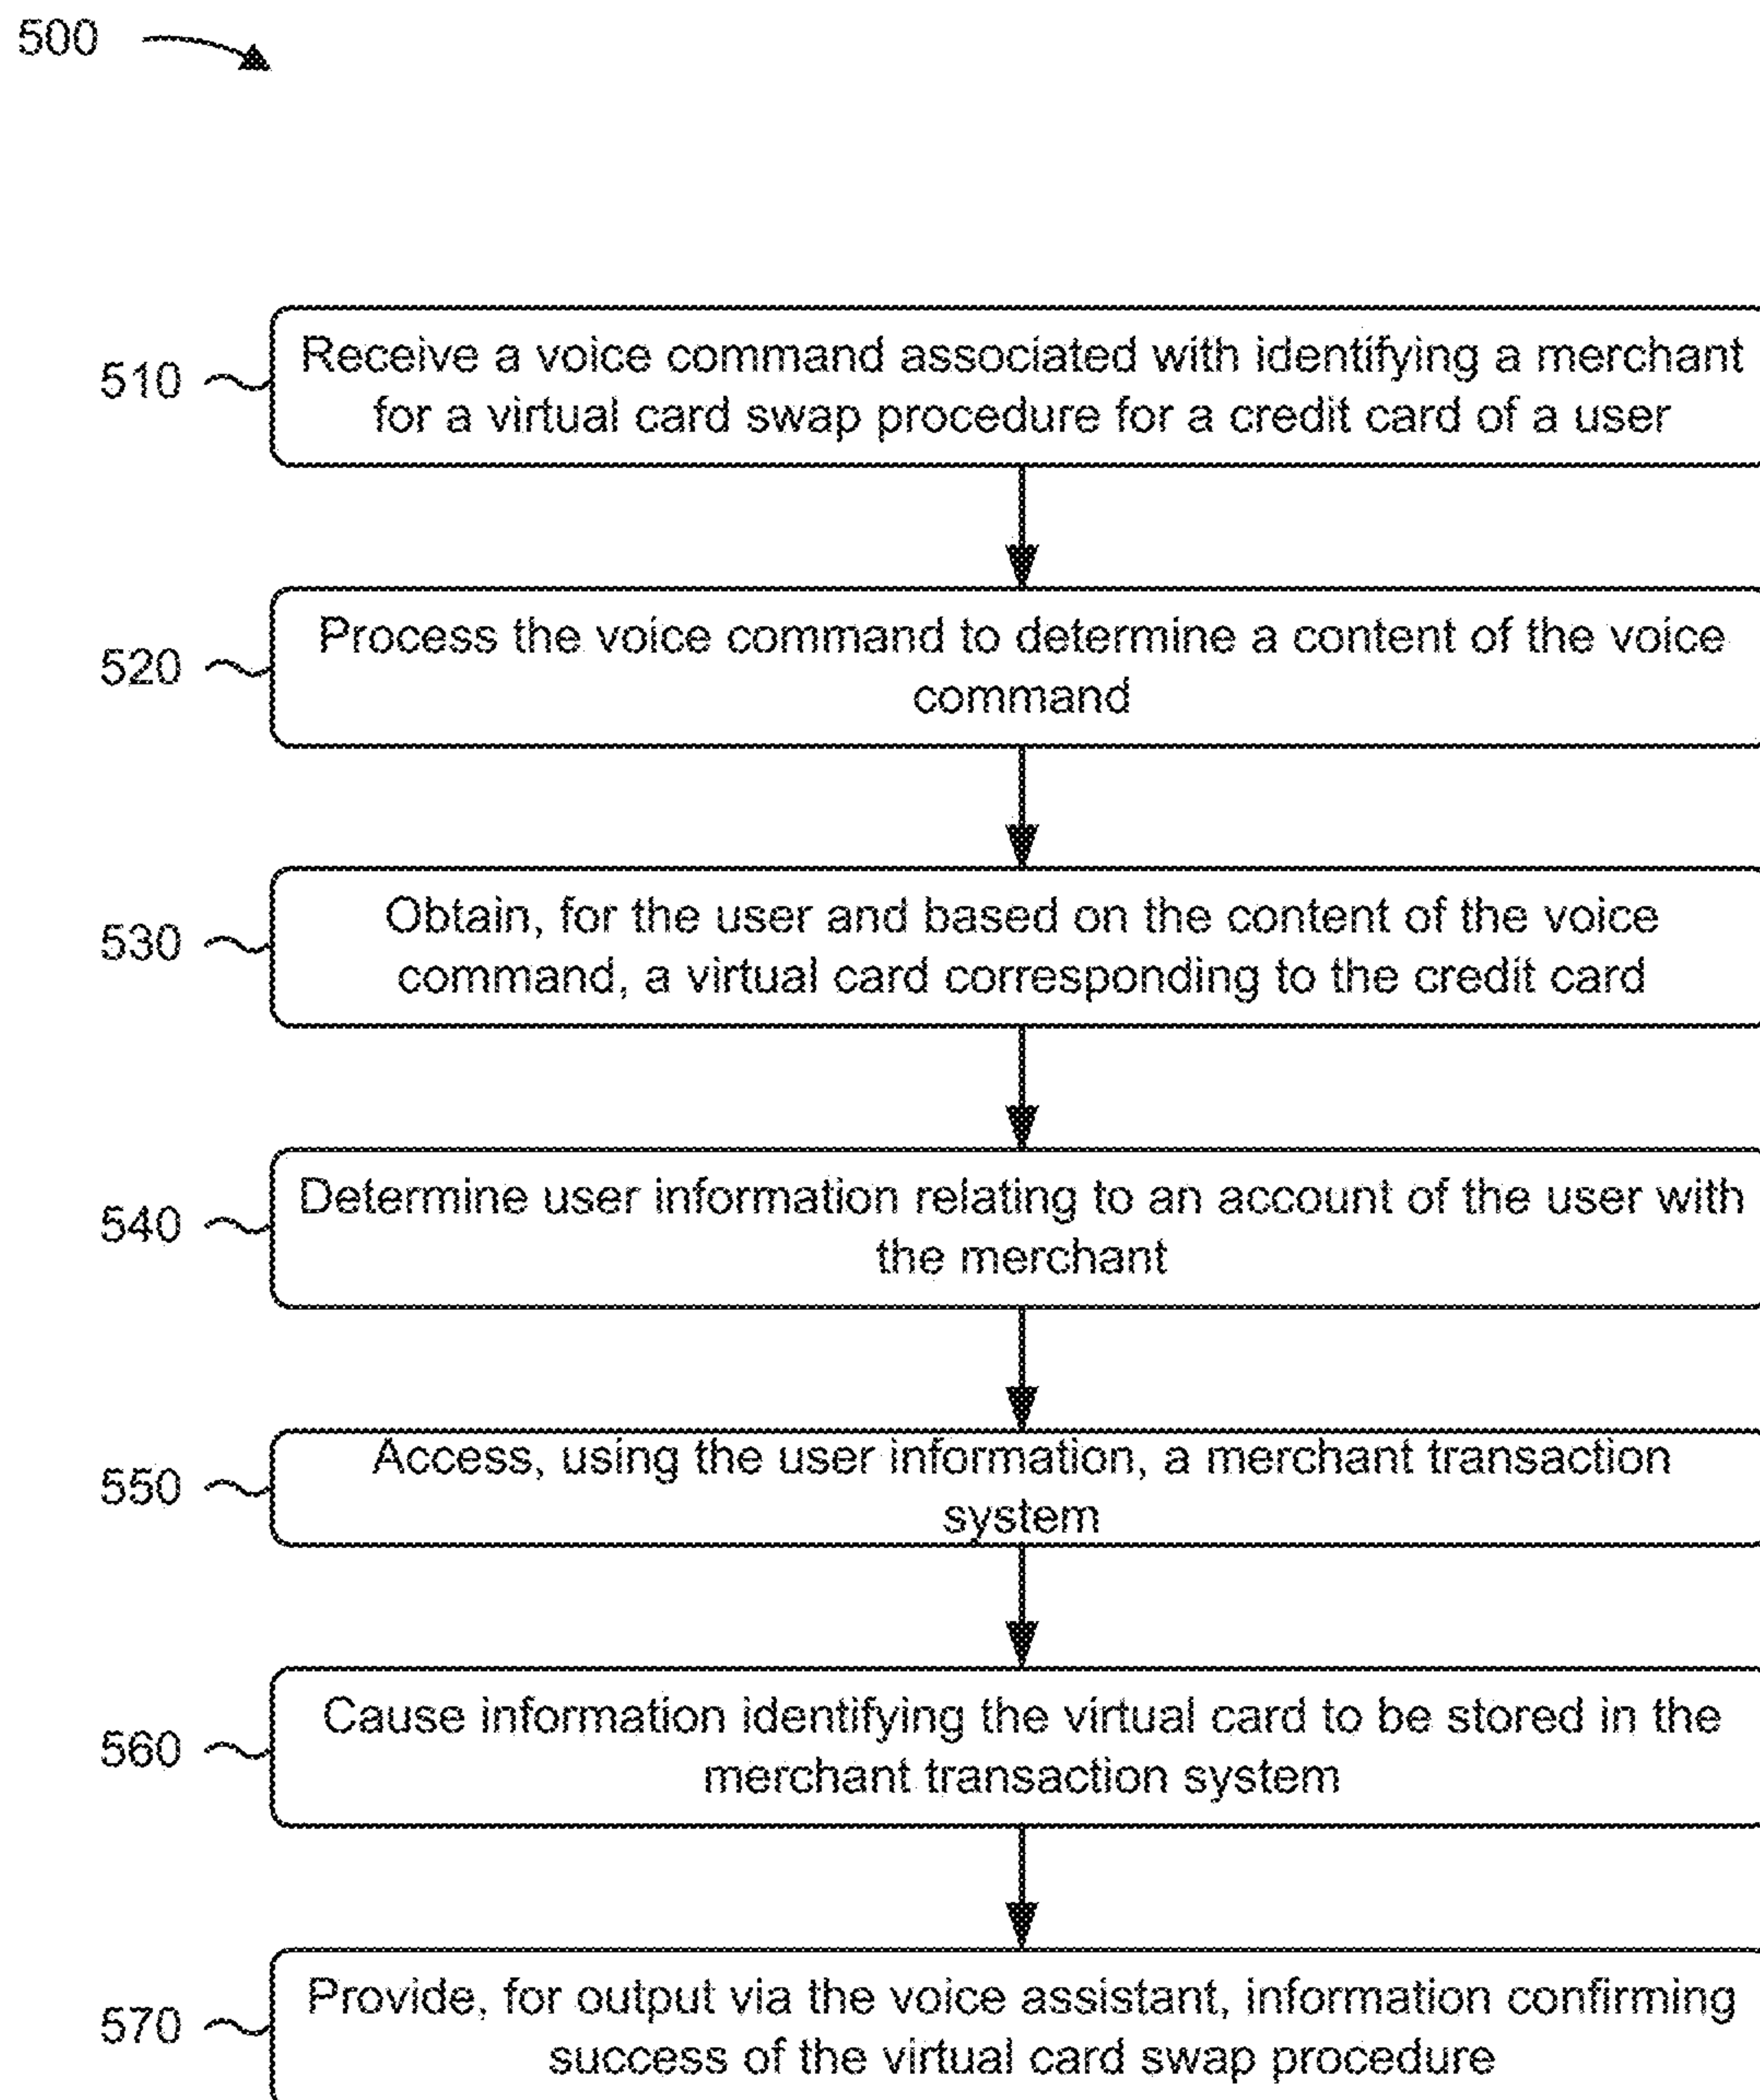 500
510
Receive a voice command associated with identifying a merchant
for a virtual card swap procedure for a credit card of a user
520
Process the voice command to determine a content of the voice
command
530
Obtain, for the user and based on the content of the voice
command, a virtual card corresponding to the credit card
540
Determine user information relating to an account of the user with
the merchant
550
Access, using the user information, a merchant transaction
system
560
Cause information identifying the virtual card to be stored in the
merchant transaction system
570
Provide, for output via the voice assistant, information confirming
success of the virtual card swap procedure